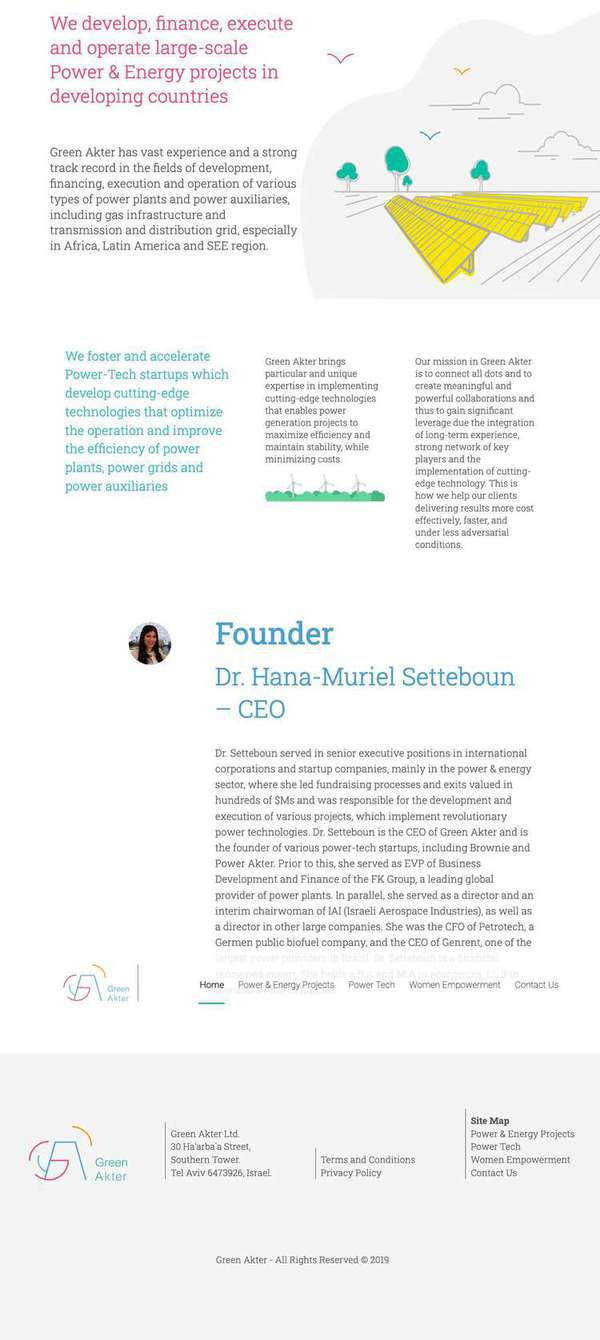 We develop, finance, execute
and operate large-scale
Power & Energy projects in
developing countries
Green Akter has vast experience and a strong
track record in the fields of development,
financing, execution and operation of various
types of power plants and power auxiliaries,
including gas infrastructure and
transmission and distribution grid, especially
in Africa, Latin America and SEE region.
We foster and accelerate
Power-Tech startups which
develop cutting-edge
technologies that optimize
the operation and improve
the efficiency of power
plants, power grids and
power auxiliaries
Green Akter brings
particular and unique
expertise in implementing
cutting-edge technologies
that enables power
generation projects to
maximize efficiency and
maintain stability, while
minimizing costs.
Our mission in Green Akter
is to connect all dots and to
create meaningful and
powerful collaborations and
thus to gain significant
leverage due the integration
of long-term experience,
strong network of key
players and the
implementation of cutting-
edge technology. This is
how we help our clients
delivering results more cost
effectively, faster, and
under less adversarial
conditions.
Founder
Dr. Hana-Muriel Setteboun
– CEO
Dr. Setteboun served in senior executive positions in international
corporations and startup companies, mainly in the power & energy
sector, where she led fundraising processes and exits valued in
hundreds of $Ms and was responsible for the development and
execution of various projects, which implement revolutionary
power technologies. Dr. Setteboun is the CEO of Green Akter and is
the founder of various power-tech startups, including Brownie and
Power Akter. Prior to this, she served as EVP of Business
Development and Finance of the FK Group, a leading global
provider of power plants. In parallel, she served as a director and an
interim chairwoman of IAI (Israeli Aerospace Industries), as well as
a director in other large companies. She was the CFO of Petrotech, a
Germen public biofuel company, and the CEO of Genrent, one of the
largest power providers in Brazil. Dr. Setteboun is a financial
renowned expert. She holds a B.A and M.A in economics, LL.B in
Green
Akter
Home Power & Energy Projects Power Tech Women Empowerment Contact Us
Green
Akter
Green Akter Ltd.
30 Ha'arba'a Street,
Southern Tower.
Tel Aviv 6473926, Israel.
Terms and Conditions
Privacy Policy
Site Map
Power & Energy Projects
Power Tech
Women Empowerment
Contact Us
Green Akter - All Rights Reserved © 2019